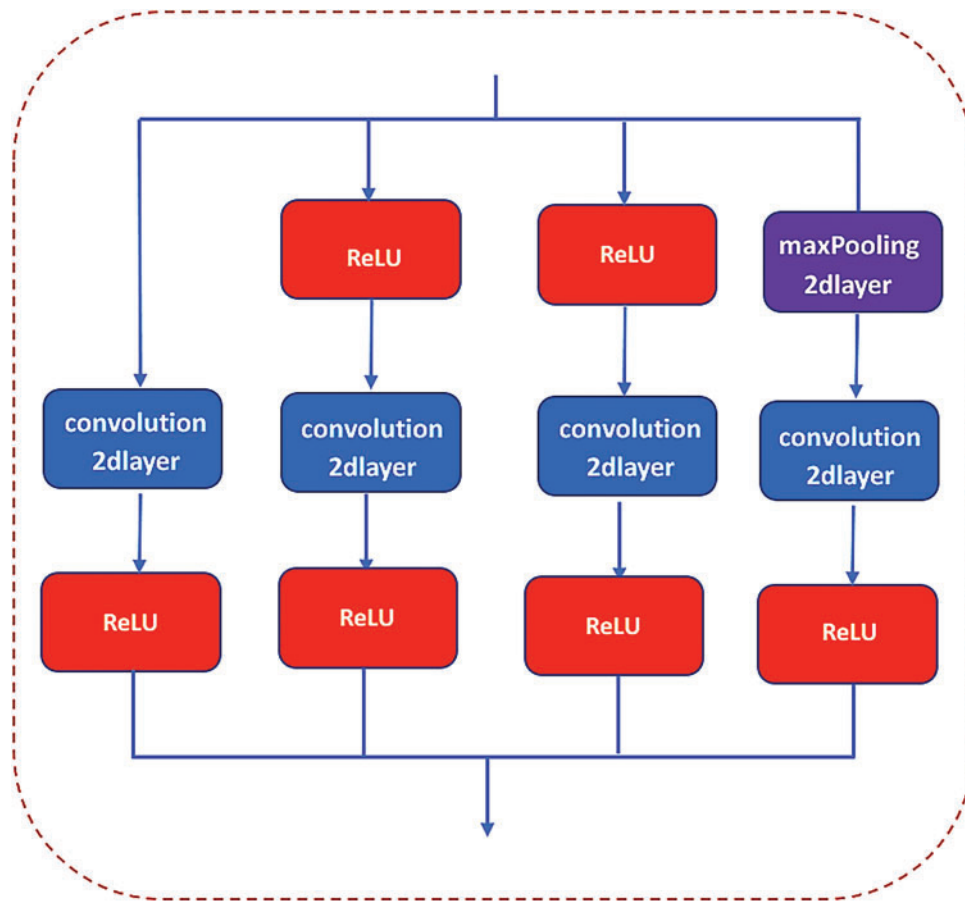 ReLU
ReLU
maxPooling
2dlayer
convolution
2dlayer
convolution
2dlayer
convolution
2dlayer
convolution
2dlayer
ReLU
ReLU
ReLU
ReLU